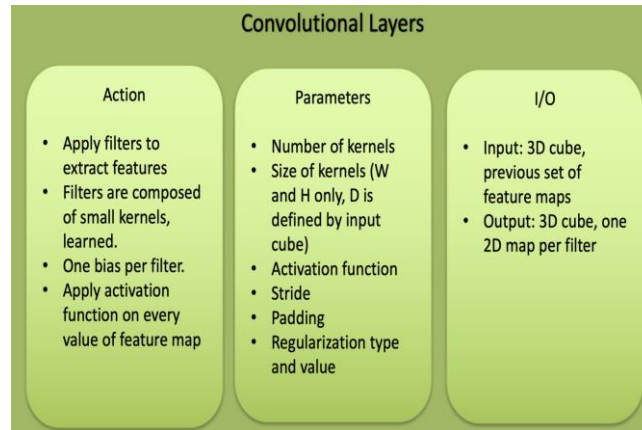 Convolutional Layers
Action
• Apply filters to
extract features
• Filters are composed
of small kernels,
learned.
• One bias per filter.
• Apply activation
function on every
value of feature map
Parameters
• Number of kernels
• Size of kernels (W
and H only, D is
defined by input
cube)
• Activation function
• Stride
• Padding
• Regularization type
and value
I/O
• Input: 3D cube,
previous set of
feature maps
• Output: 3D cube, one
2D map per filter